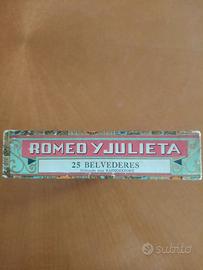 ROMEO Y JULIETA
25 BELVEDERES
subito